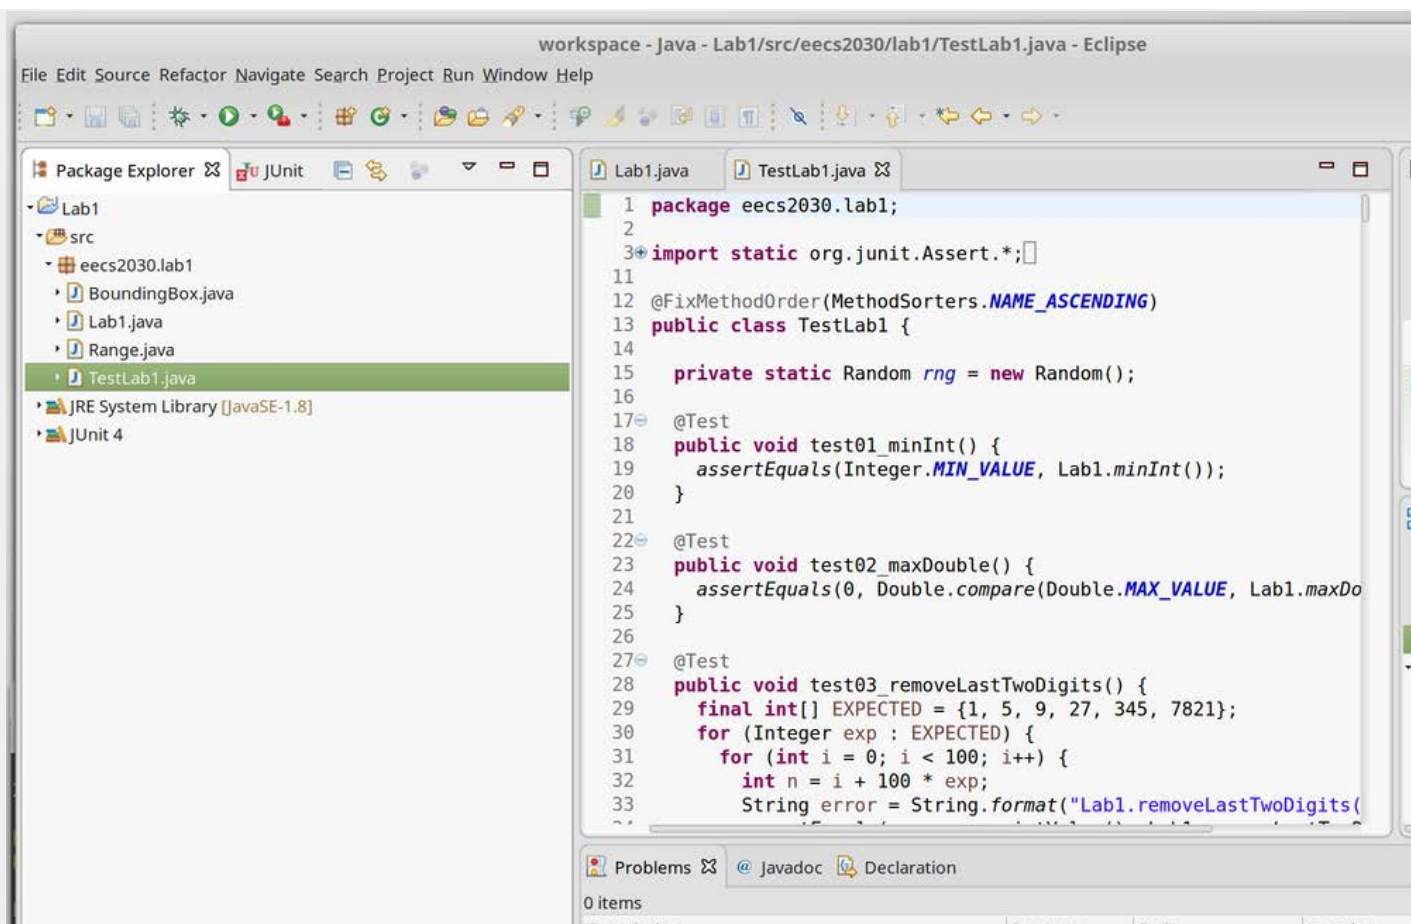 workspace - Java - Lab1/src/eecs2030/lab1/TestLab1.java - Eclipse
File Edit Source Refactor Navigate Search Project Run Window Help
Package Explorer
JUnit
Lab1
src
eecs2030.lab1
BoundingBox.java
Lab1.java
Range.java
TestLab1.java
JRE System Library [JavaSE-1.8]
JUnit 4
Lab1.java
TestLab1.java
1 package eecs2030.lab1;
2
3 import static org.junit.Assert.*;
11
12 @FixMethodOrder(MethodSorters.NAME_ASCENDING)
13 public class TestLab1 {
14
15 private static Random rng = new Random();
16
17 @Test
18 public void test01_minInt() {
19 assertEquals(Integer.MIN_VALUE, Lab1.minInt());
20 }
21
22 @Test
23 public void test02_maxDouble() {
24 assertEquals(0, Double.compare(Double.MAX_VALUE, Lab1.maxDo
25 }
26
27 @Test
28 public void test03_removeLastTwoDigits() {
29 final int[] EXPECTED = {1, 5, 9, 27, 345, 7821};
30 for (Integer exp : EXPECTED) {
31 for (int i = 0; i < 100; i++) {
32 int n = i + 100 * exp;
33 String error = String.format("Lab1.removeLastTwoDigits(
Problems
@ Javadoc
Declaration
0 items